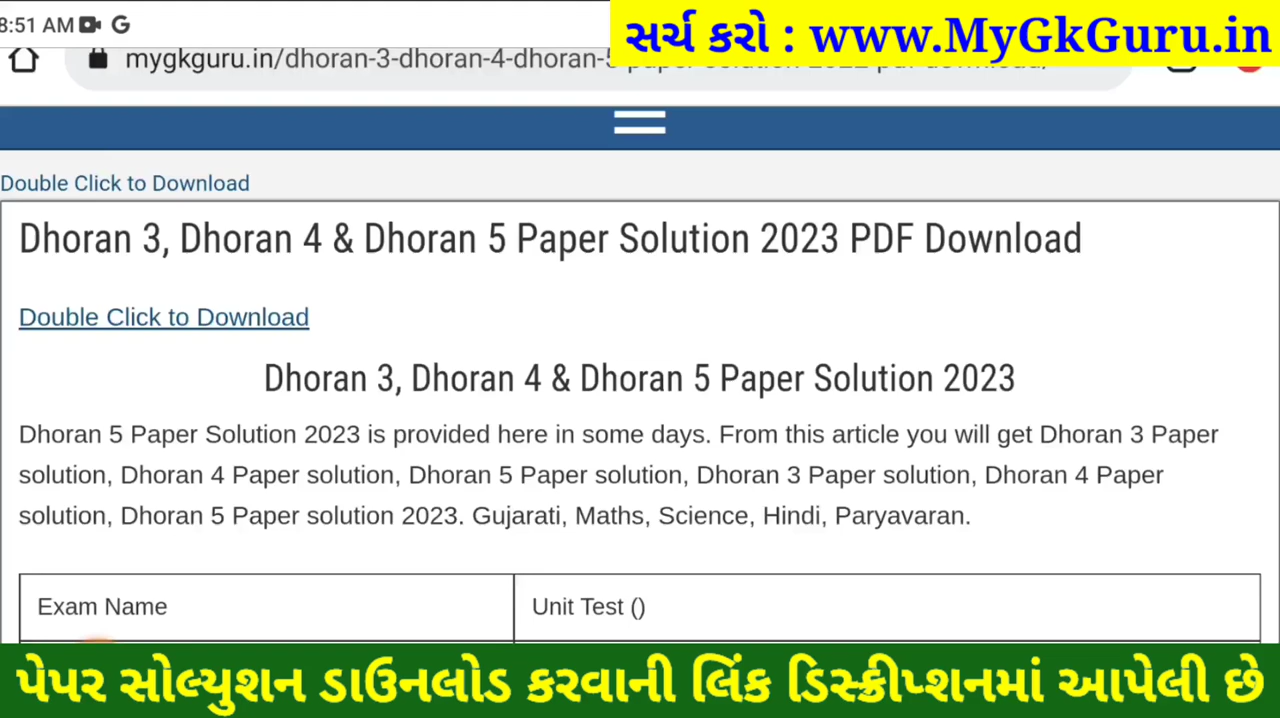 8:51 AM
સર્ચ કરો : www.MyGkGuru.in
mygkguru.in/dhoran-3-dhoran-4-dhoran-5-paper-solution-2022-pdf-download/
Double Click to Download
Dhoran 3, Dhoran 4 & Dhoran 5 Paper Solution 2023 PDF Download
Double Click to Download
Dhoran 3, Dhoran 4 & Dhoran 5 Paper Solution 2023
Dhoran 5 Paper Solution 2023 is provided here in some days. From this article you will get Dhoran 3 Paper
solution, Dhoran 4 Paper solution, Dhoran 5 Paper solution, Dhoran 3 Paper solution, Dhoran 4 Paper
solution, Dhoran 5 Paper solution 2023. Gujarati, Maths, Science, Hindi, Paryavaran.
Exam Name
Unit Test ()
પેપર સોલ્યુશન ડાઉનલોડ કરવાની લિંક ડિસ્ક્રીપ્શનમાં આપેલી છે